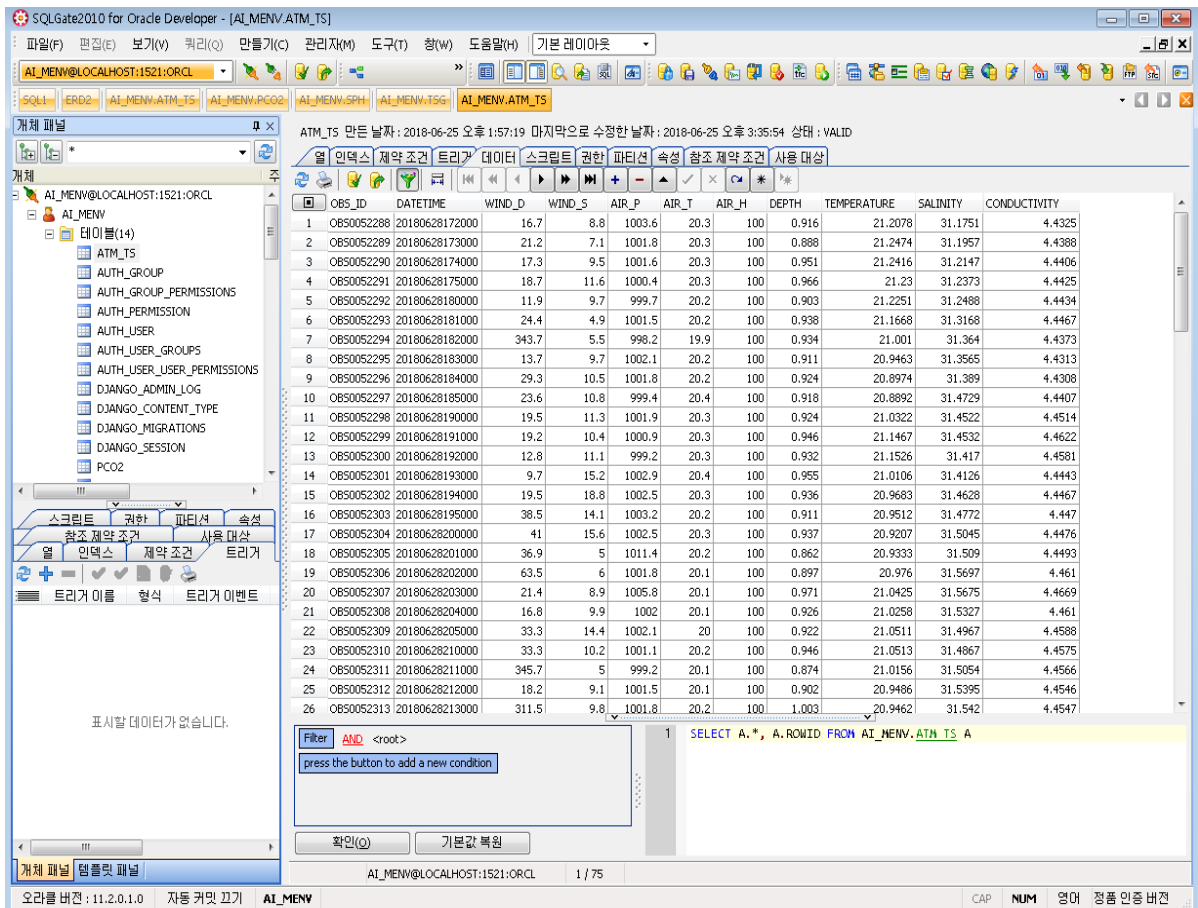 SQLGate2010 for Oracle Developer - [AI_MENV.ATM_TS]
파일(F) 편집(E) 보기(V) 쿼리(Q) 만들기(C) 관리자(M) 도구(T) 창(W) 도움말(H) 기본 레이아웃
AI_MENV@LOCALHOST:1521:ORCL
SQL1 ERD2 AI_MENV.ATM_TS AI_MENV.PCO2 AI_MENV.SPH AI_MENV.TSG AI_MENV.ATM_TS
개체 패널
*
개체 주
AI_MENV@LOCALHOST:1521:ORCL
AI_MENV
테이블(14)
ATM_TS
AUTH_GROUP
AUTH_GROUP_PERMISSIONS
AUTH_PERMISSION
AUTH_USER
AUTH_USER_GROUPS
AUTH_USER_USER_PERMISSIONS
DJANGO_ADMIN_LOG
DJANGO_CONTENT_TYPE
DJANGO_MIGRATIONS
DJANGO_SESSION
PCO2
스크립트 권한 파티션 속성
참조 제약 조건 사용 대상
열 인덱스 제약 조건 트리거
트리거 이름 형식 트리거 이벤트
표시할 데이터가 없습니다.
개체 패널 템플릿 패널
ATM_TS 만든 날짜 : 2018-06-25 오후 1:57:19 마지막으로 수정한 날짜 : 2018-06-25 오후 3:35:54 상태 : VALID
열 인덱스 제약 조건 트리거 데이터 스크립트 권한 파티션 속성 참조 제약 조건 사용 대상
OBS_ID DATETIME WIND_D WIND_S AIR_P AIR_T AIR_H DEPTH TEMPERATURE SALINITY CONDUCTIVITY
1 OBS0052288 20180628172000 16.7 8.8 1003.6 20.3 100 0.916 21.2078 31.1751 4.4325
2 OBS0052289 20180628173000 21.2 7.1 1001.8 20.3 100 0.888 21.2474 31.1957 4.4388
3 OBS0052290 20180628174000 17.3 9.5 1001.6 20.3 100 0.951 21.2416 31.2147 4.4406
4 OBS0052291 20180628175000 18.7 11.6 1000.4 20.3 100 0.966 21.23 31.2373 4.4425
5 OBS0052292 20180628180000 11.9 9.7 999.7 20.2 100 0.903 21.2251 31.2488 4.4434
6 OBS0052293 20180628181000 24.4 4.9 1001.5 20.2 100 0.938 21.1668 31.3168 4.4467
7 OBS0052294 20180628182000 343.7 5.5 998.2 19.9 100 0.934 21.001 31.364 4.4373
8 OBS0052295 20180628183000 13.7 9.7 1002.1 20.2 100 0.911 20.9463 31.3565 4.4313
9 OBS0052296 20180628184000 29.3 10.5 1001.8 20.2 100 0.924 20.8974 31.389 4.4308
10 OBS0052297 20180628185000 23.6 10.8 999.4 20.4 100 0.918 20.8892 31.4729 4.4407
11 OBS0052298 20180628190000 19.5 11.3 1001.9 20.3 100 0.924 21.0322 31.4522 4.4514
12 OBS0052299 20180628191000 19.2 10.4 1000.9 20.3 100 0.946 21.1467 31.4532 4.4622
13 OBS0052300 20180628192000 12.8 11.1 999.2 20.3 100 0.932 21.1526 31.417 4.4581
14 OBS0052301 20180628193000 9.7 15.2 1002.9 20.4 100 0.955 21.0106 31.4126 4.4443
15 OBS0052302 20180628194000 19.5 18.8 1002.5 20.3 100 0.936 20.9683 31.4628 4.4467
16 OBS0052303 20180628195000 38.5 14.1 1003.2 20.2 100 0.911 20.9512 31.4772 4.447
17 OBS0052304 20180628200000 41 15.6 1002.5 20.3 100 0.937 20.9207 31.5045 4.4476
18 OBS0052305 20180628201000 36.9 5 1011.4 20.2 100 0.862 20.9333 31.509 4.4493
19 OBS0052306 20180628202000 63.5 6 1001.8 20.1 100 0.897 20.976 31.5697 4.461
20 OBS0052307 20180628203000 21.4 8.9 1005.8 20.1 100 0.971 21.0425 31.5675 4.4669
21 OBS0052308 20180628204000 16.8 9.9 1002 20.1 100 0.926 21.0258 31.5327 4.461
22 OBS0052309 20180628205000 33.3 14.4 1002.1 20 100 0.922 21.0511 31.4967 4.4588
23 OBS0052310 20180628210000 33.3 10.2 1001.1 20.2 100 0.946 21.0513 31.4867 4.4575
24 OBS0052311 20180628211000 345.7 5 999.2 20.1 100 0.874 21.0156 31.5054 4.4566
25 OBS0052312 20180628212000 18.2 9.1 1001.5 20.1 100 0.902 20.9486 31.5395 4.4546
26 OBS0052313 20180628213000 311.5 9.8 1001.8 20.2 100 1.003 20.9462 31.542 4.4547
Filter AND <root>
press the button to add a new condition
1 SELECT A.*, A.ROWID FROM AI_MENV.ATM_TS A
확인(O) 기본값 복원
AI_MENV@LOCALHOST:1521:ORCL 1 / 75
오라클 버전 : 11.2.0.1.0 자동 커밋 끄기 AI_MENV CAP NUM 영어 정품 인증 버전